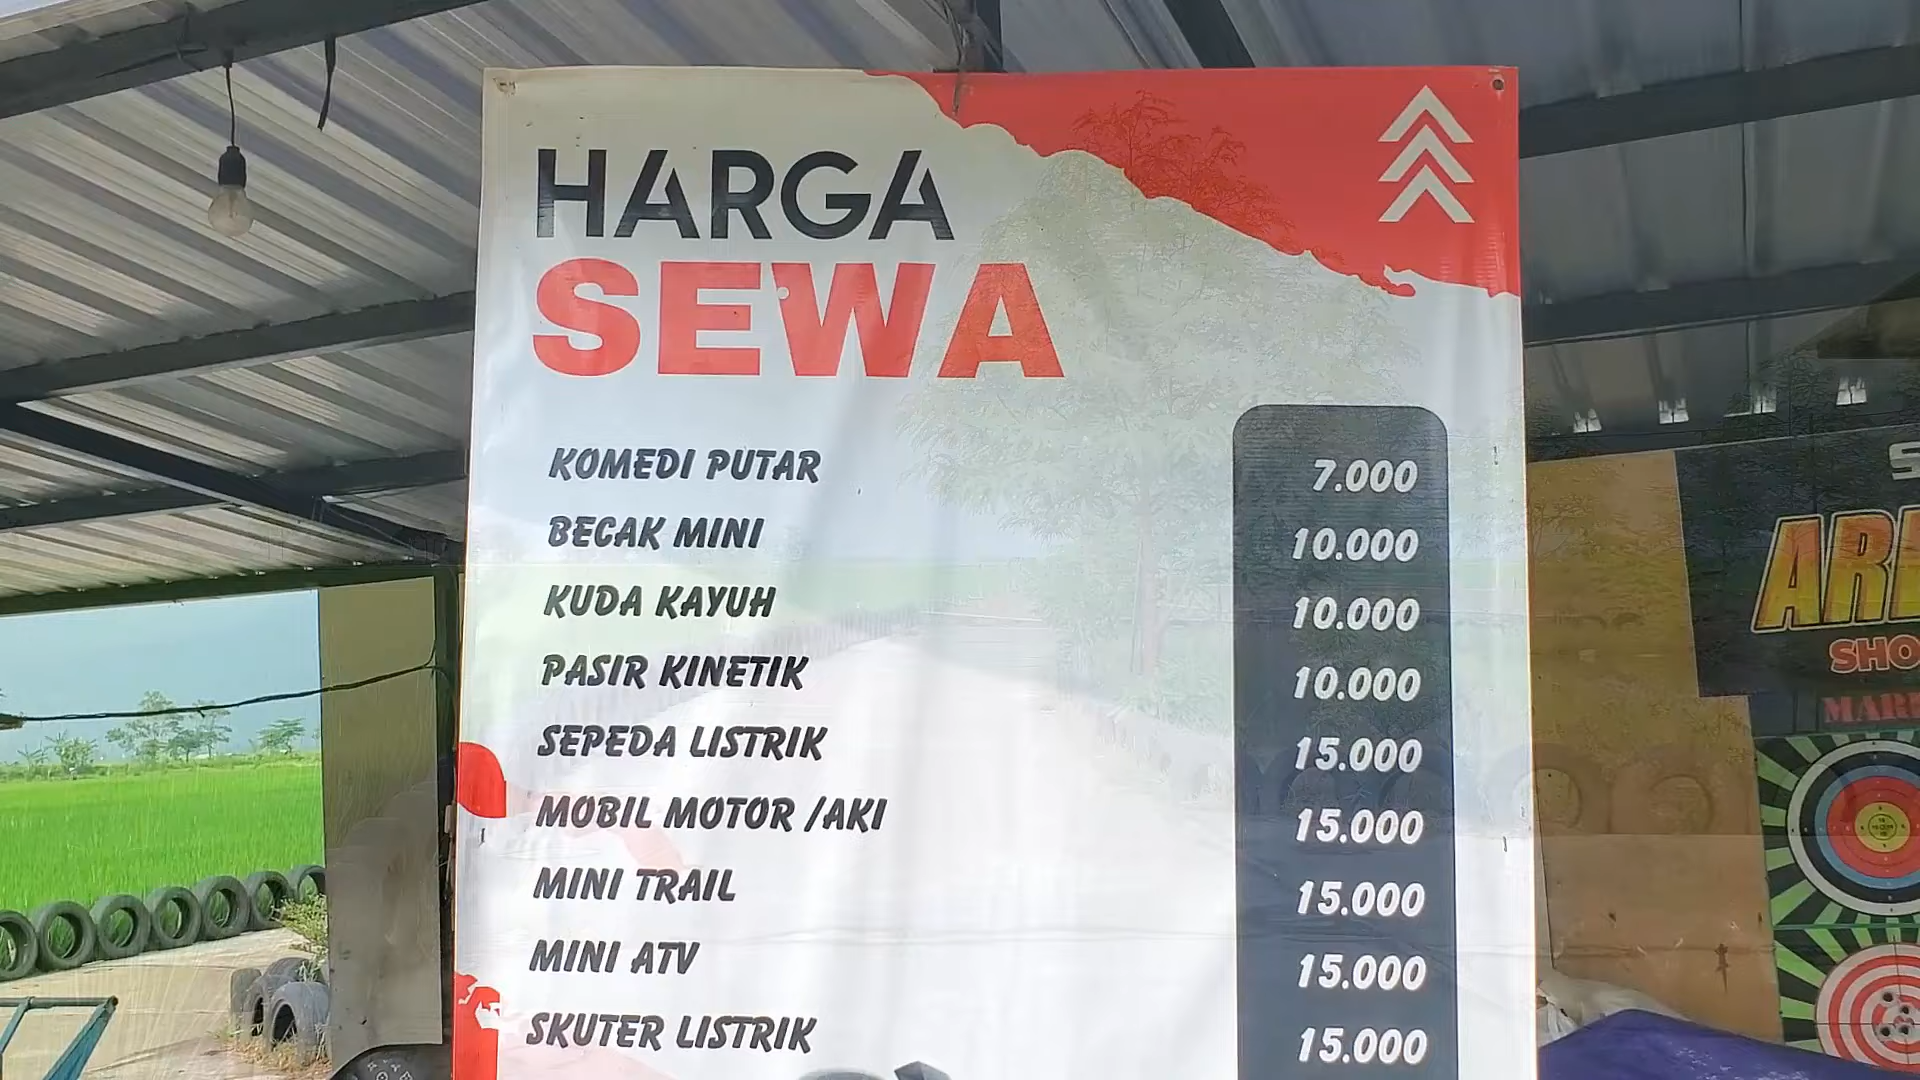 HARGA
SEWA
KOMEDI PUTAR 7.000
BECAK MINI 10.000
KUDA KAYUH 10.000
PASIR KINETIK 10.000
SEPEDA LISTRIK 15.000
MOBIL MOTOR /AKI 15.000
MINI TRAIL 15.000
MINI ATV 15.000
SKUTER LISTRIK 15.000